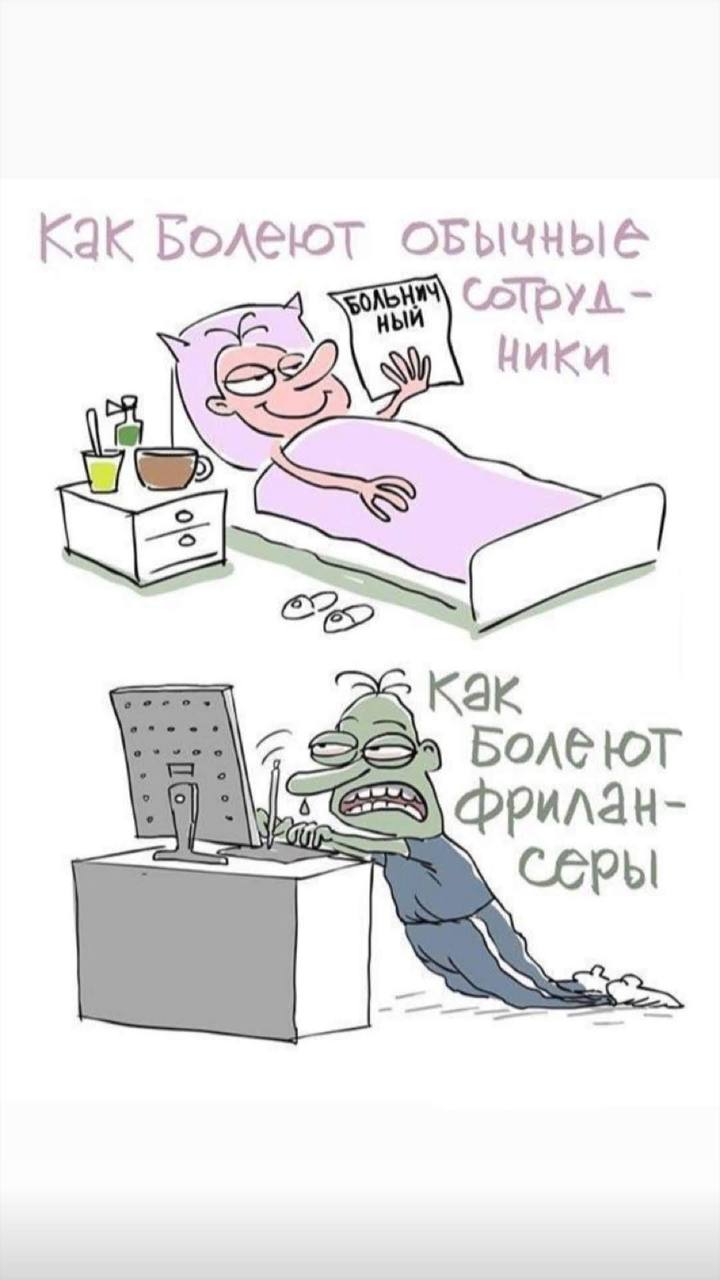 Как Болеют обычные
сотруд-
ники
БОЛЬНИЧ
НЫЙ
Как
Болеют
фрилан-
серы